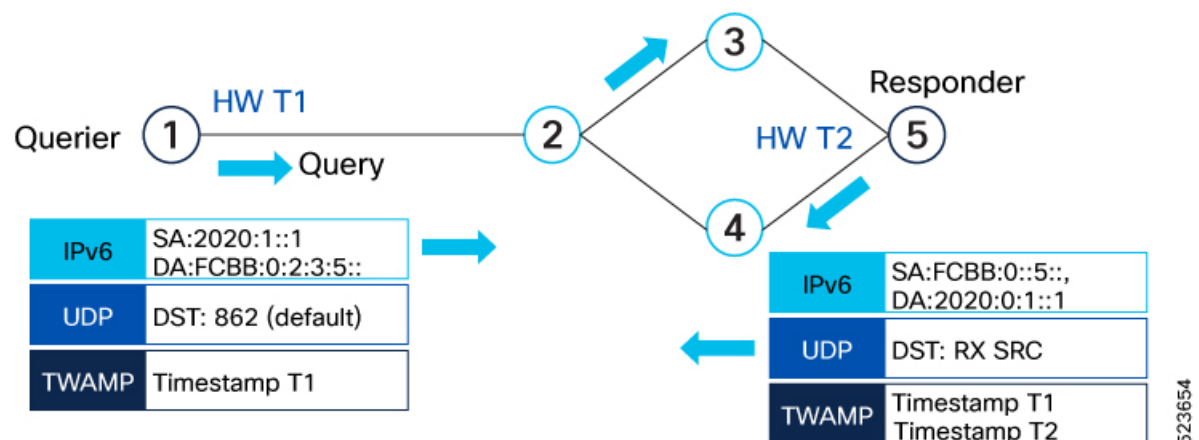 3
Responder
HW T1
Querier 1 2 HW T2 5
Query
4
IPv6 SA:2020:1::1
DA:FCBB:0:2:3:5::
UDP DST: 862 (default)
TWAMP Timestamp T1
IPv6 SA:FCBB:0::5::,
DA:2020:0:1::1
UDP DST: RX SRC
TWAMP Timestamp T1
Timestamp T2
523654